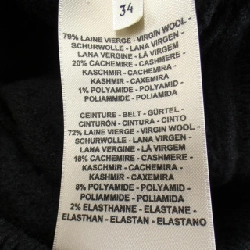 34
79% LAINE VIERGE - VIRGIN WOOL -
SCHURWOLLE - LANA VIRGEN -
LANA VERGINE - LÃ VIRGEM
20% CACHEMIRE - CASHMERE -
KASCHMIR - CACHEMIRA -
KASHMIR - CAXEMIRA
1% POLYAMID - POLYAMIDE -
POLIAMMIDE - POLIAMIDA
CEINTURE - BELT - GÜRTEL -
CINTURÓN - CINTURA - CINTO
72% LAINE VIERGE - VIRGIN WOOL -
SCHURWOLLE - LANA VIRGEN -
LANA VERGINE - LÃ VIRGEM
18% CACHEMIRE - CASHMERE -
KASCHMIR - CACHEMIRA -
KASHMIR - CAXEMIRA
8% POLYAMID - POLYAMIDE -
POLIAMMIDE - POLIAMIDA
2% ELASTHANNE - ELASTANE -
ELASTHAN - ELASTAN - ELASTANO